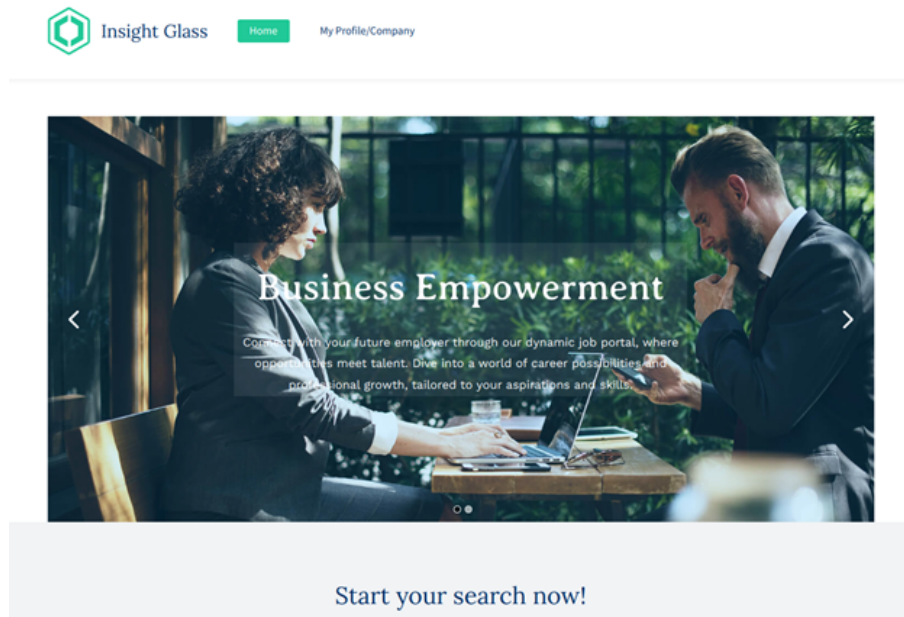 Insight Glass
Home
My Profile/Company
Business Empowerment
Connect with your future employer through our dynamic job portal, where
opportunities meet talent. Dive into a world of career possibilities and
professional growth, tailored to your aspirations and skills.
Start your search now!